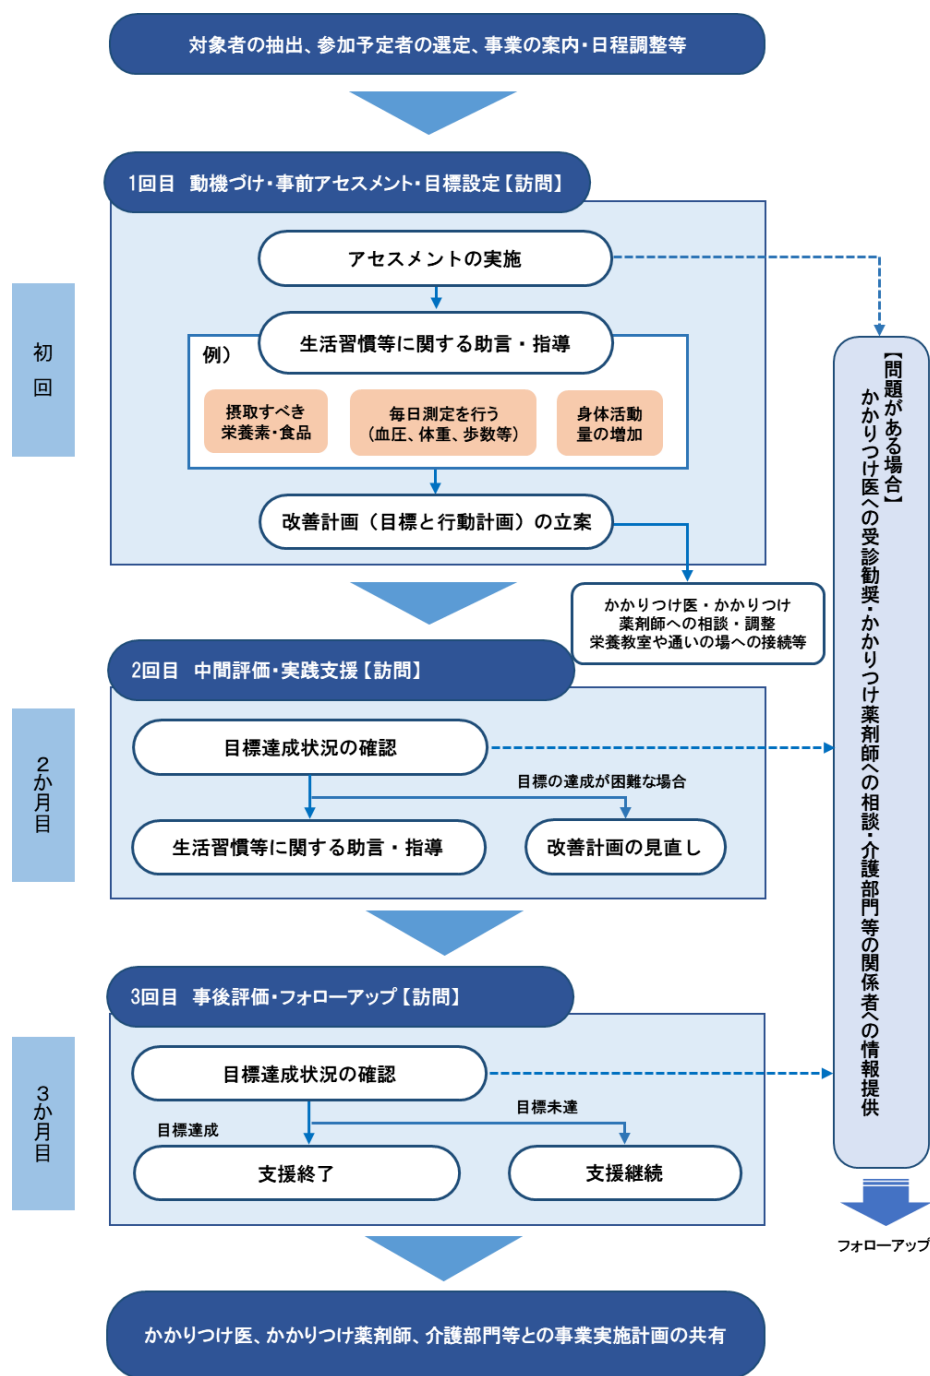 対象者の抽出、参加予定者の選定、事業の案内・日程調整等
初回
1回目 動機づけ・事前アセスメント・目標設定【訪問】
アセスメントの実施
生活習慣等に関する助言・指導
例）
摂取すべき
栄養素・食品
毎日測定を行う
（血圧、体重、歩数等）
身体活動
量の増加
改善計画（目標と行動計画）の立案
かかりつけ医・かかりつけ
薬剤師への相談・調整
栄養教室や通いの場への接続等
2か月目
2回目 中間評価・実践支援【訪問】
目標達成状況の確認
目標の達成が困難な場合
生活習慣等に関する助言・指導
改善計画の見直し
3か月目
3回目 事後評価・フォローアップ【訪問】
目標達成状況の確認
目標達成
目標未達
支援終了
支援継続
【問題がある場合】
かかりつけ医への受診勧奨・かかりつけ薬剤師への相談・介護部門等の関係者への情報提供
フォローアップ
かかりつけ医、かかりつけ薬剤師、介護部門等との事業実施計画の共有